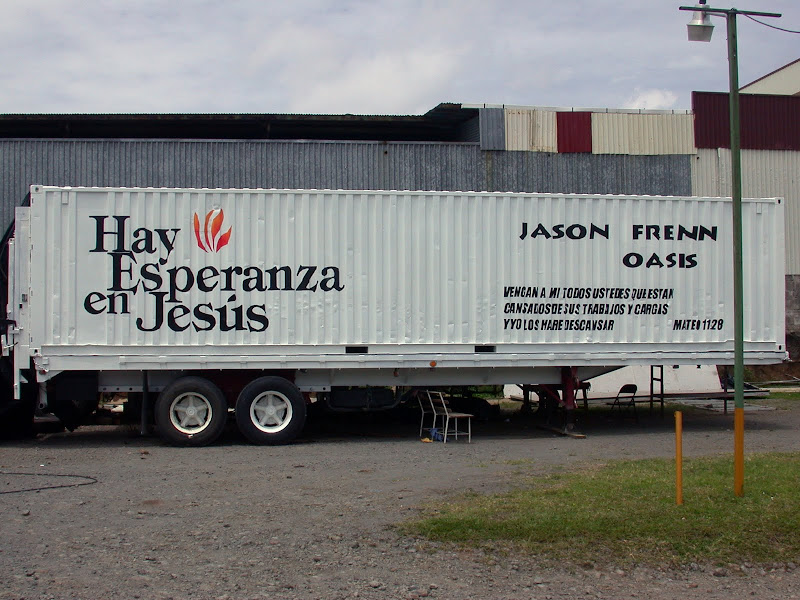 Hay
Esperanza
en Jesús
JASON FRENN
OASIS
VENGAN A MI TODOS USTEDES QUE ESTAN
CANSADOS DE SUS TRABAJOS Y CARGAS
Y YO LOS HARE DESCANSAR MATEO 11 28